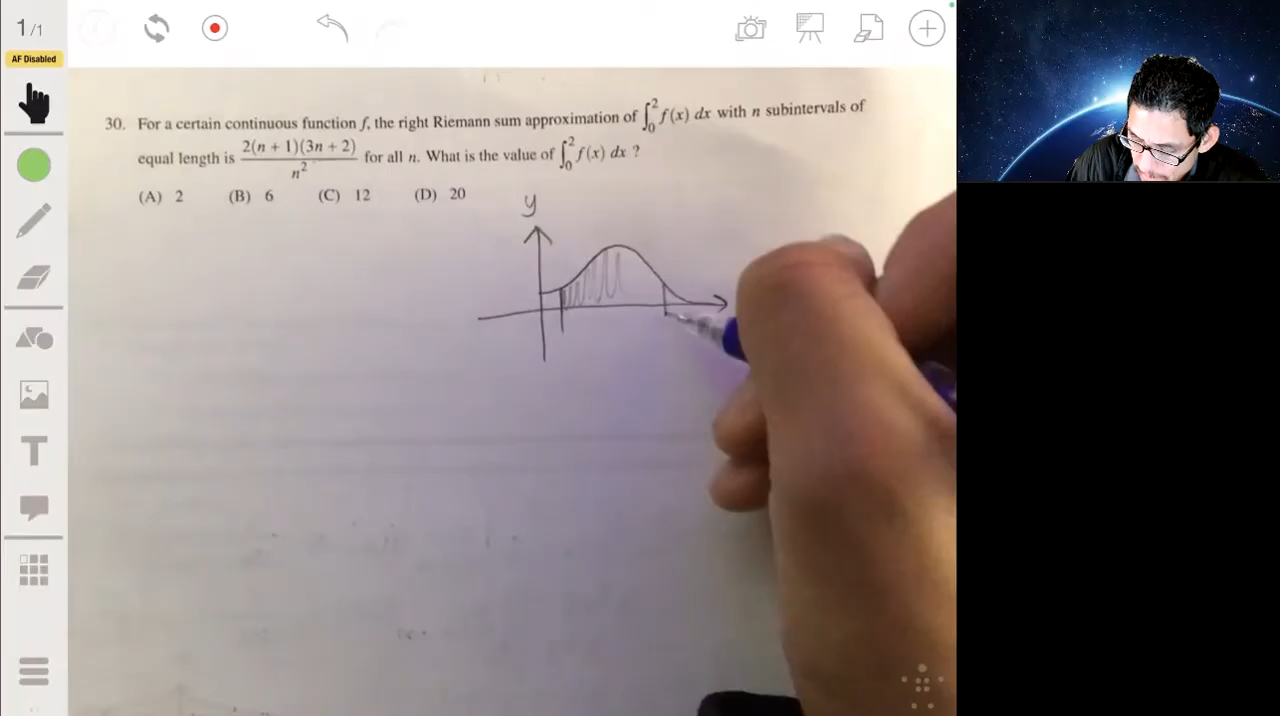 1/1
AF Disabled
30. For a certain continuous function f, the right Riemann sum approximation of ∫₀² f(x) dx with n subintervals of
equal length is 2(n + 1)(3n + 2)/n² for all n. What is the value of ∫₀² f(x) dx ?
(A) 2 (B) 6 (C) 12 (D) 20
y
T